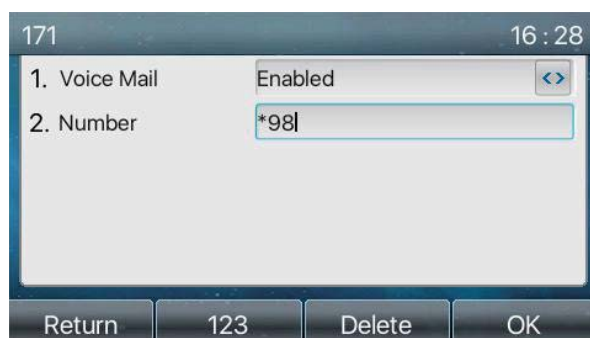 171 16:28
1. Voice Mail Enabled <>
2. Number *98
Return 123 Delete OK